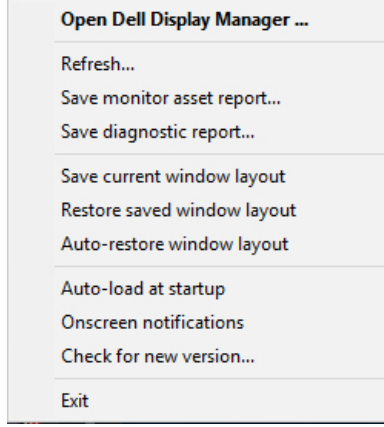 Open Dell Display Manager ...
Refresh...
Save monitor asset report...
Save diagnostic report...
Save current window layout
Restore saved window layout
Auto-restore window layout
Auto-load at startup
Onscreen notifications
Check for new version...
Exit